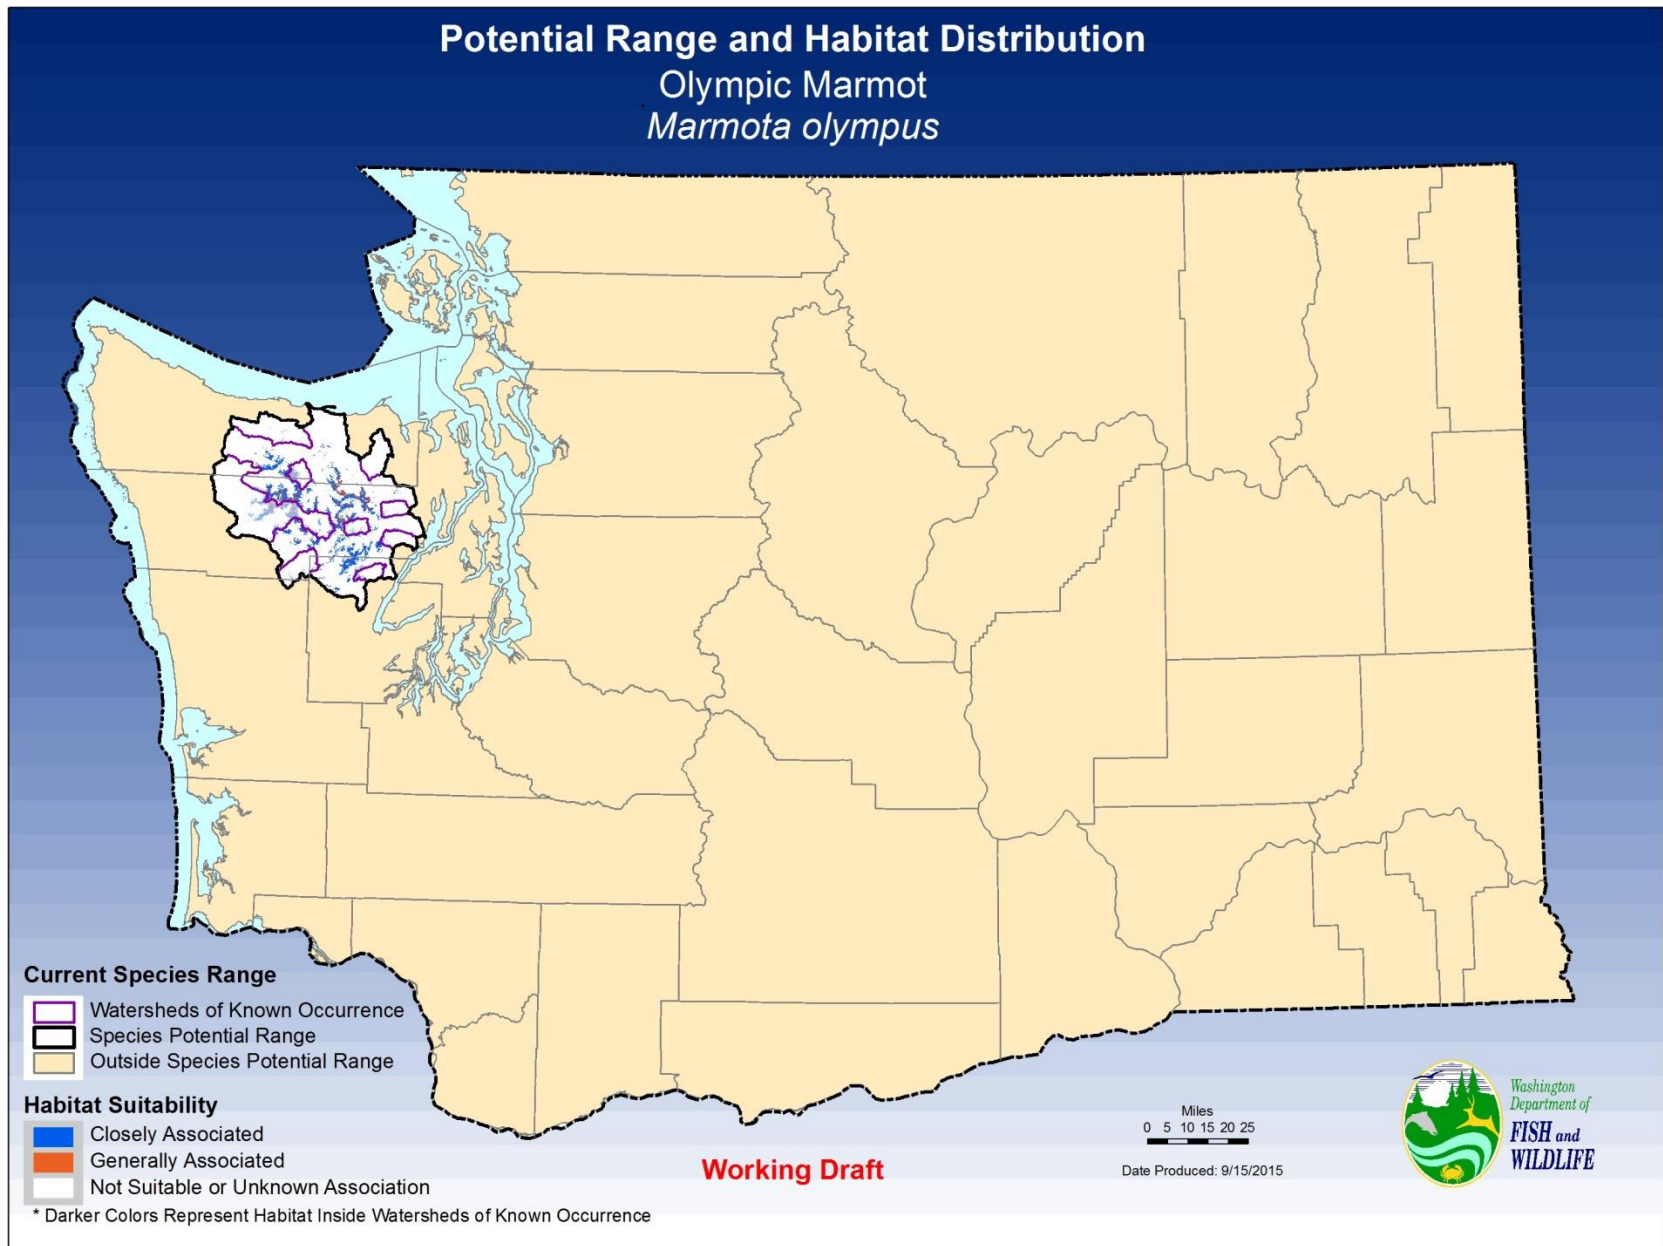 Potential Range and Habitat Distribution
Olympic Marmot
Marmota olympus
Current Species Range
Watersheds of Known Occurrence
Species Potential Range
Outside Species Potential Range
Habitat Suitability
Closely Associated
Generally Associated
Not Suitable or Unknown Association
* Darker Colors Represent Habitat Inside Watersheds of Known Occurrence
Working Draft
Miles
0 5 10 15 20 25
Date Produced: 9/15/2015
Washington
Department of
FISH and
WILDLIFE